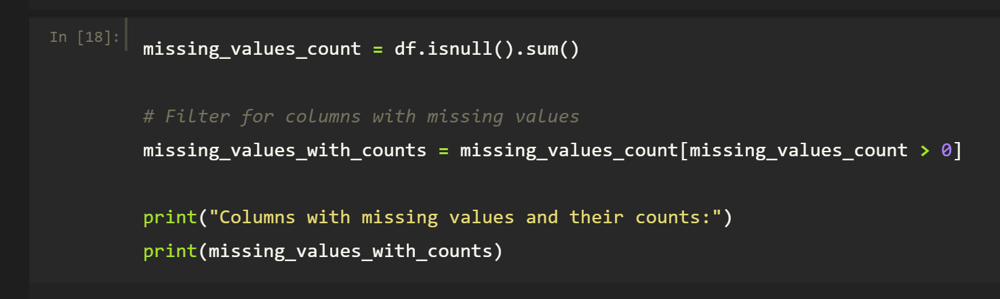 In [18]:
missing_values_count = df.isnull().sum()
# Filter for columns with missing values
missing_values_with_counts = missing_values_count[missing_values_count > 0]
print("Columns with missing values and their counts:")
print(missing_values_with_counts)